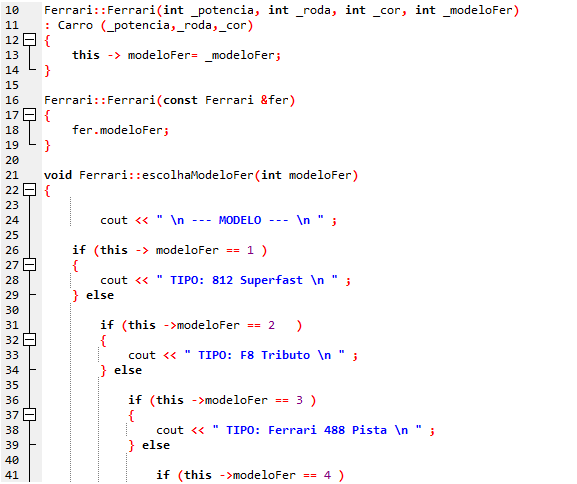 10 Ferrari::Ferrari(int _potencia, int _roda, int _cor, int _modeloFer)
11 : Carro (_potencia,_roda,_cor)
12 {
13     this -> modeloFer= _modeloFer;
14 }
15
16 Ferrari::Ferrari(const Ferrari &fer)
17 {
18     fer.modeloFer;
19 }
20
21 void Ferrari::escolhaModeloFer(int modeloFer)
22 {
23
24         cout << " \n --- MODELO --- \n " ;
25
26     if (this -> modeloFer == 1 )
27     {
28         cout << " TIPO: 812 Superfast \n " ;
29     } else
30
31         if (this ->modeloFer == 2   )
32         {
33             cout << " TIPO: F8 Tributo \n " ;
34         } else
35
36             if (this ->modeloFer == 3 )
37             {
38                 cout << " TIPO: Ferrari 488 Pista \n " ;
39             } else
40
41                 if (this ->modeloFer == 4 )